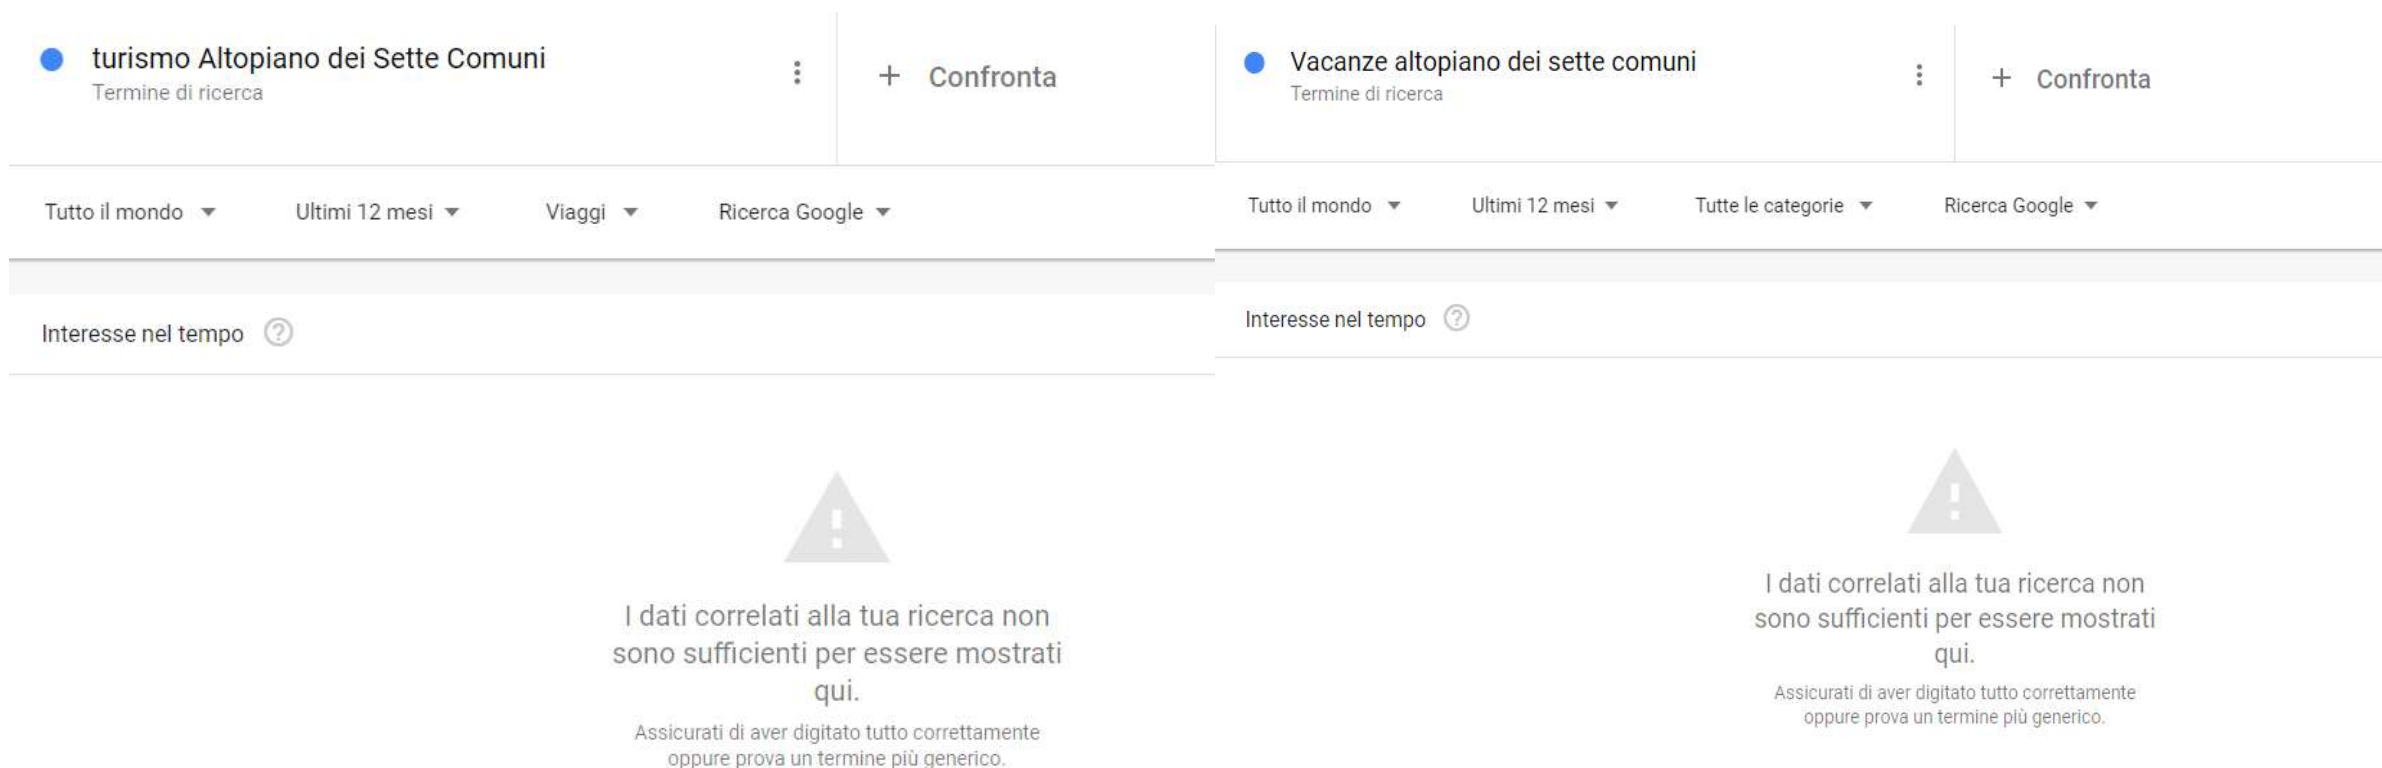 turismo Altopiano dei Sette Comuni
Termine di ricerca
+ Confronta
Tutto il mondo
Ultimi 12 mesi
Viaggi
Ricerca Google
Interesse nel tempo ?
I dati correlati alla tua ricerca non
sono sufficienti per essere mostrati
qui.
Assicurati di aver digitato tutto correttamente
oppure prova un termine più generico.
Vacanze altopiano dei sette comuni
Termine di ricerca
+ Confronta
Tutto il mondo
Ultimi 12 mesi
Tutte le categorie
Ricerca Google
Interesse nel tempo ?
I dati correlati alla tua ricerca non
sono sufficienti per essere mostrati
qui.
Assicurati di aver digitato tutto correttamente
oppure prova un termine più generico.